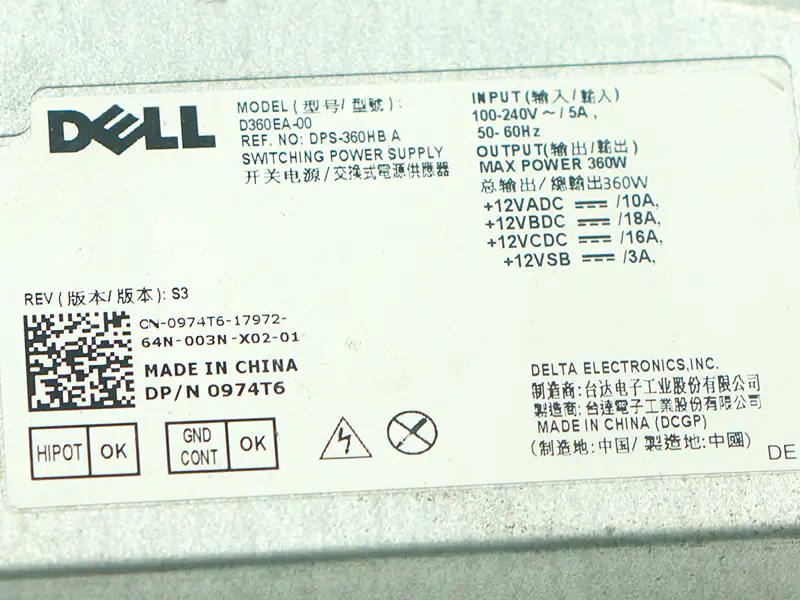 DELL
MODEL (型号/型號):
D360EA-00
REF. NO: DPS-360HB A
SWITCHING POWER SUPPLY
开关电源/交換式電源供應器
INPUT (输入/輸入)
100-240V ~ / 5A ,
50- 60Hz
OUTPUT(输出/輸出)
MAX POWER 360W
总输出/總輸出360W
+12VADC ⎓ /10A,
+12VBDC ⎓ /18A,
+12VCDC ⎓ /16A,
+12VSB ⎓ /3A,
REV (版本/版本): S3
CN-0974T6-17972-
64N-003N-X02-01
MADE IN CHINA
DP/N 0974T6
HIPOT OK
GND CONT OK
DELTA ELECTRONICS,INC.
制造商:台达电子工业股份有限公司
製造商:台達電子工業股份有限公司
MADE IN CHINA (DCGP)
(制造地:中国/ 製造地:中國)
DE